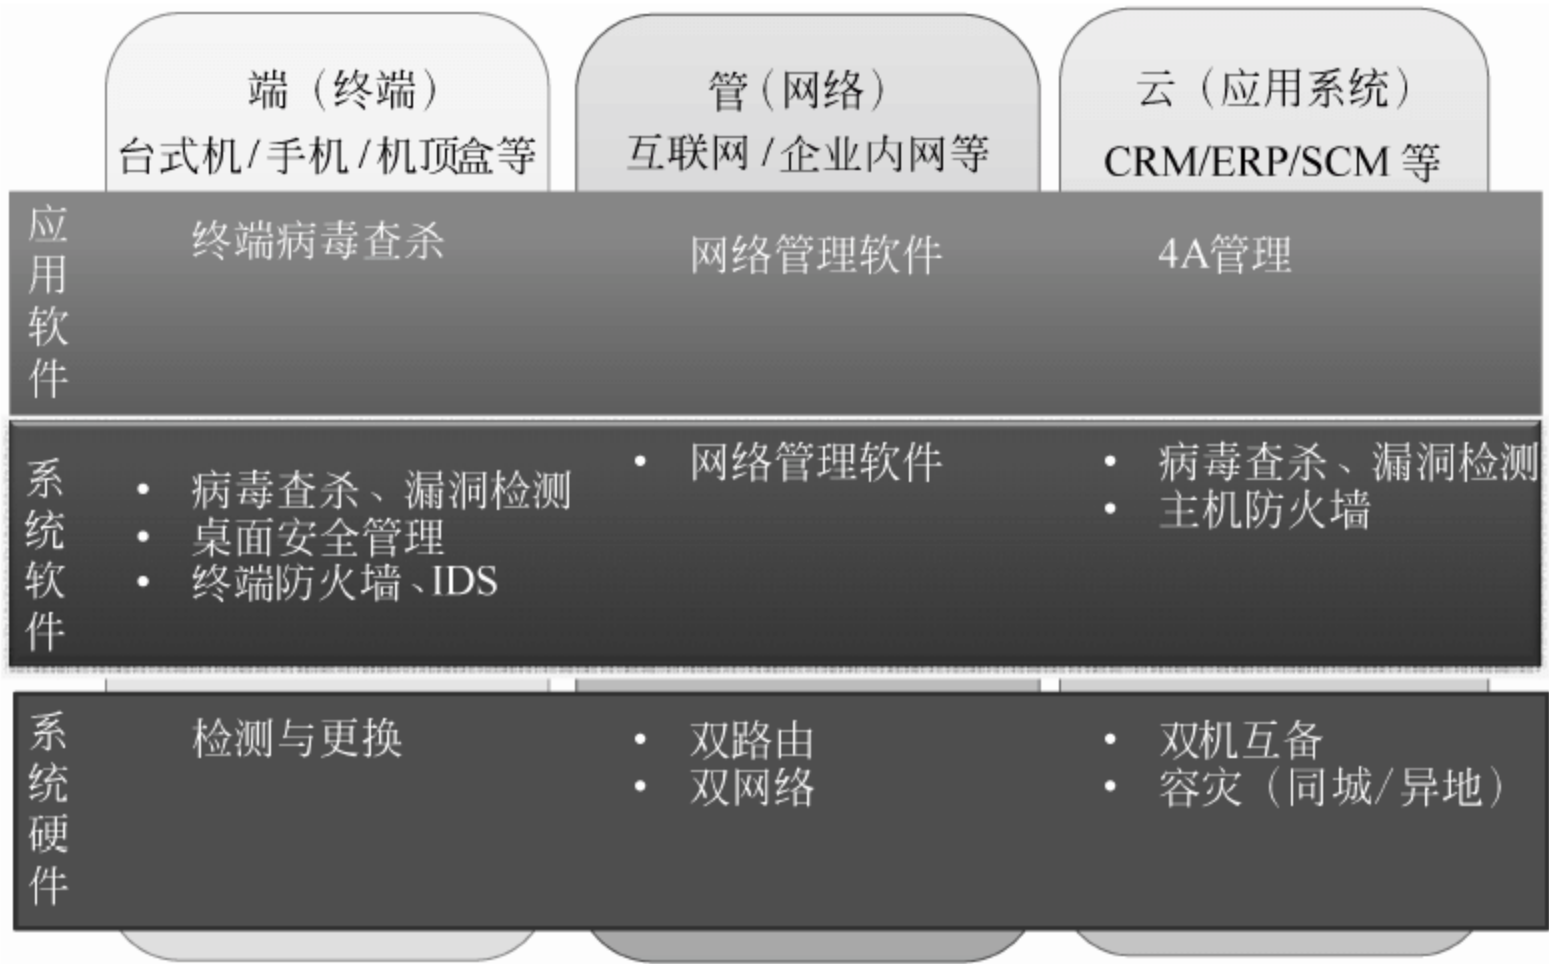 端（终端）
台式机/手机/机顶盒等
管（网络）
互联网/企业内网等
云（应用系统）
CRM/ERP/SCM 等
应用软件
终端病毒查杀
网络管理软件
4A管理
系统软件
• 病毒查杀、漏洞检测
• 桌面安全管理
• 终端防火墙、IDS
• 网络管理软件
• 病毒查杀、漏洞检测
• 主机防火墙
系统硬件
检测与更换
• 双路由
• 双网络
• 双机互备
• 容灾（同城/异地）